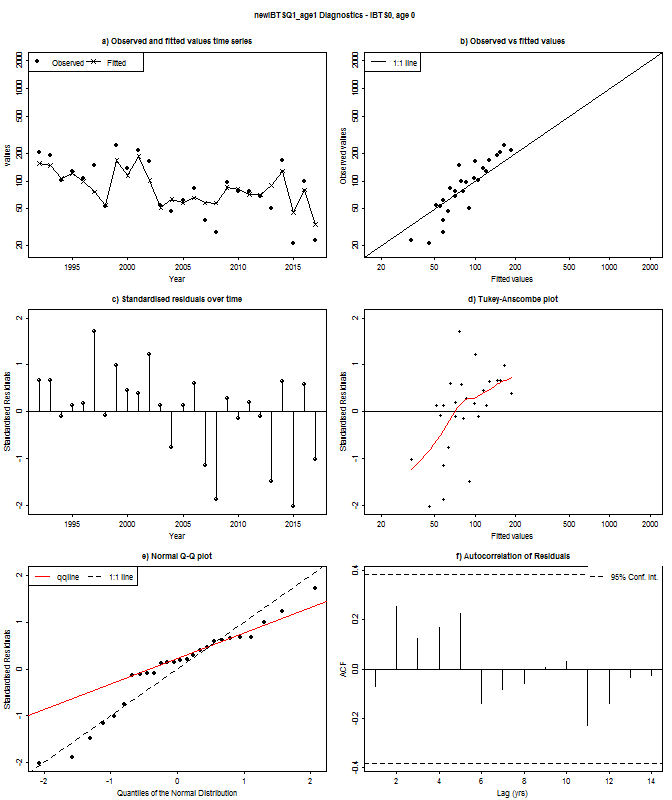 newIBTSQ1_age1 Diagnostics - IBTS0, age 0
a) Observed and fitted values time series
Observed Fitted
values
20 50 100 200 500 1000 2000
1995 2000 2005 2010 2015
Year
b) Observed vs fitted values
1:1 line
Observed values
20 50 100 200 500 1000 2000
20 50 100 200 500 1000 2000
Fitted values
c) Standardised residuals over time
Standardised Residuals
-2 -1 0 1 2
1995 2000 2005 2010 2015
Year
d) Tukey-Anscombe plot
Standardised Residuals
-2 -1 0 1 2
20 50 100 200 500 1000 2000
Fitted values
e) Normal Q-Q plot
qqline 1:1 line
Standardised Residuals
-2 -1 0 1 2
-2 -1 0 1 2
Quantiles of the Normal Distribution
f) Autocorrelation of Residuals
95% Conf. Int.
ACF
-0.4 -0.2 0.0 0.2 0.4
2 4 6 8 10 12 14
Lag (yrs)